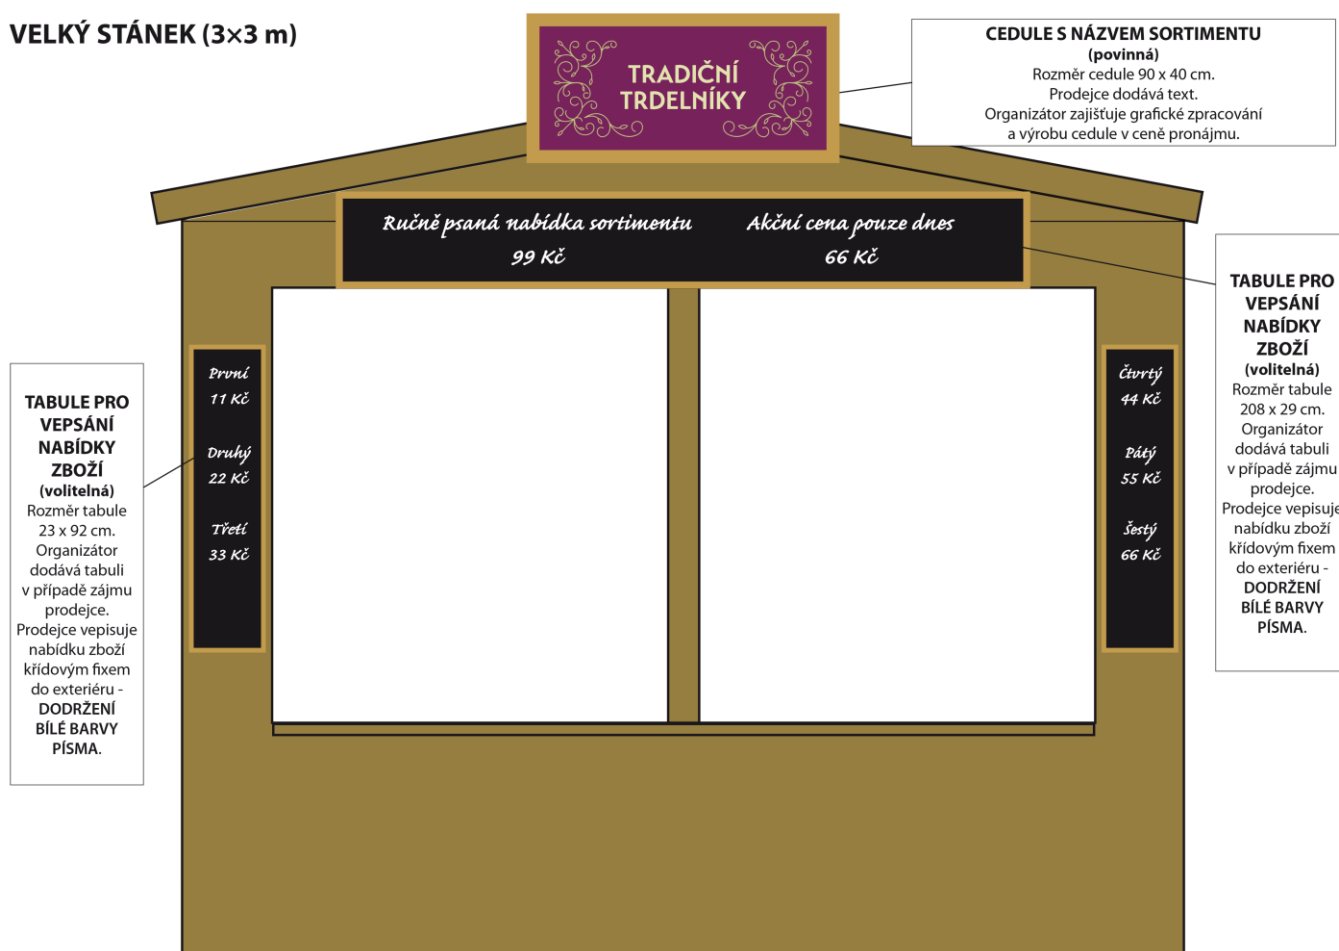 VELKÝ STÁNEK (3×3 m)
TRADIČNÍ
TRDELNÍKY
CEDULE S NÁZVEM SORTIMENTU
(povinná)
Rozměr cedule 90 x 40 cm.
Prodejce dodává text.
Organizátor zajišťuje grafické zpracování
a výrobu cedule v ceně pronájmu.
Ručně psaná nabídka sortimentu
99 Kč
Akční cena pouze dnes
66 Kč
TABULE PRO
VEPSÁNÍ
NABÍDKY
ZBOŽÍ
(volitelná)
Rozměr tabule
23 x 92 cm.
Organizátor
dodává tabuli
v případě zájmu
prodejce.
Prodejce vepisuje
nabídku zboží
křídovým fixem
do exteriéru -
DODRŽENÍ
BÍLÉ BARVY
PÍSMA.
První
11 Kč
Druhý
22 Kč
Třetí
33 Kč
Čtvrtý
44 Kč
Pátý
55 Kč
Šestý
66 Kč
TABULE PRO
VEPSÁNÍ
NABÍDKY
ZBOŽÍ
(volitelná)
Rozměr tabule
208 x 29 cm.
Organizátor
dodává tabuli
v případě zájmu
prodejce.
Prodejce vepisuje
nabídku zboží
křídovým fixem
do exteriéru -
DODRŽENÍ
BÍLÉ BARVY
PÍSMA.